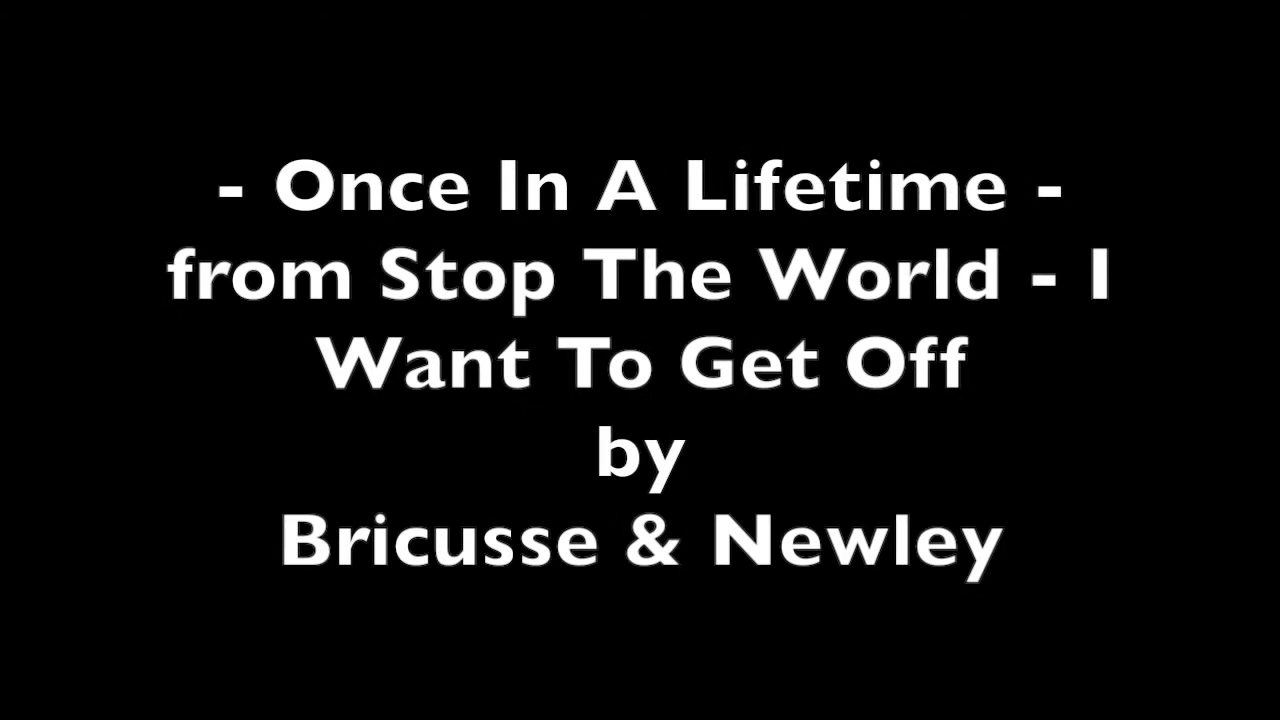 - Once In A Lifetime -
from Stop The World - I
Want To Get Off
by
Bricusse & Newley